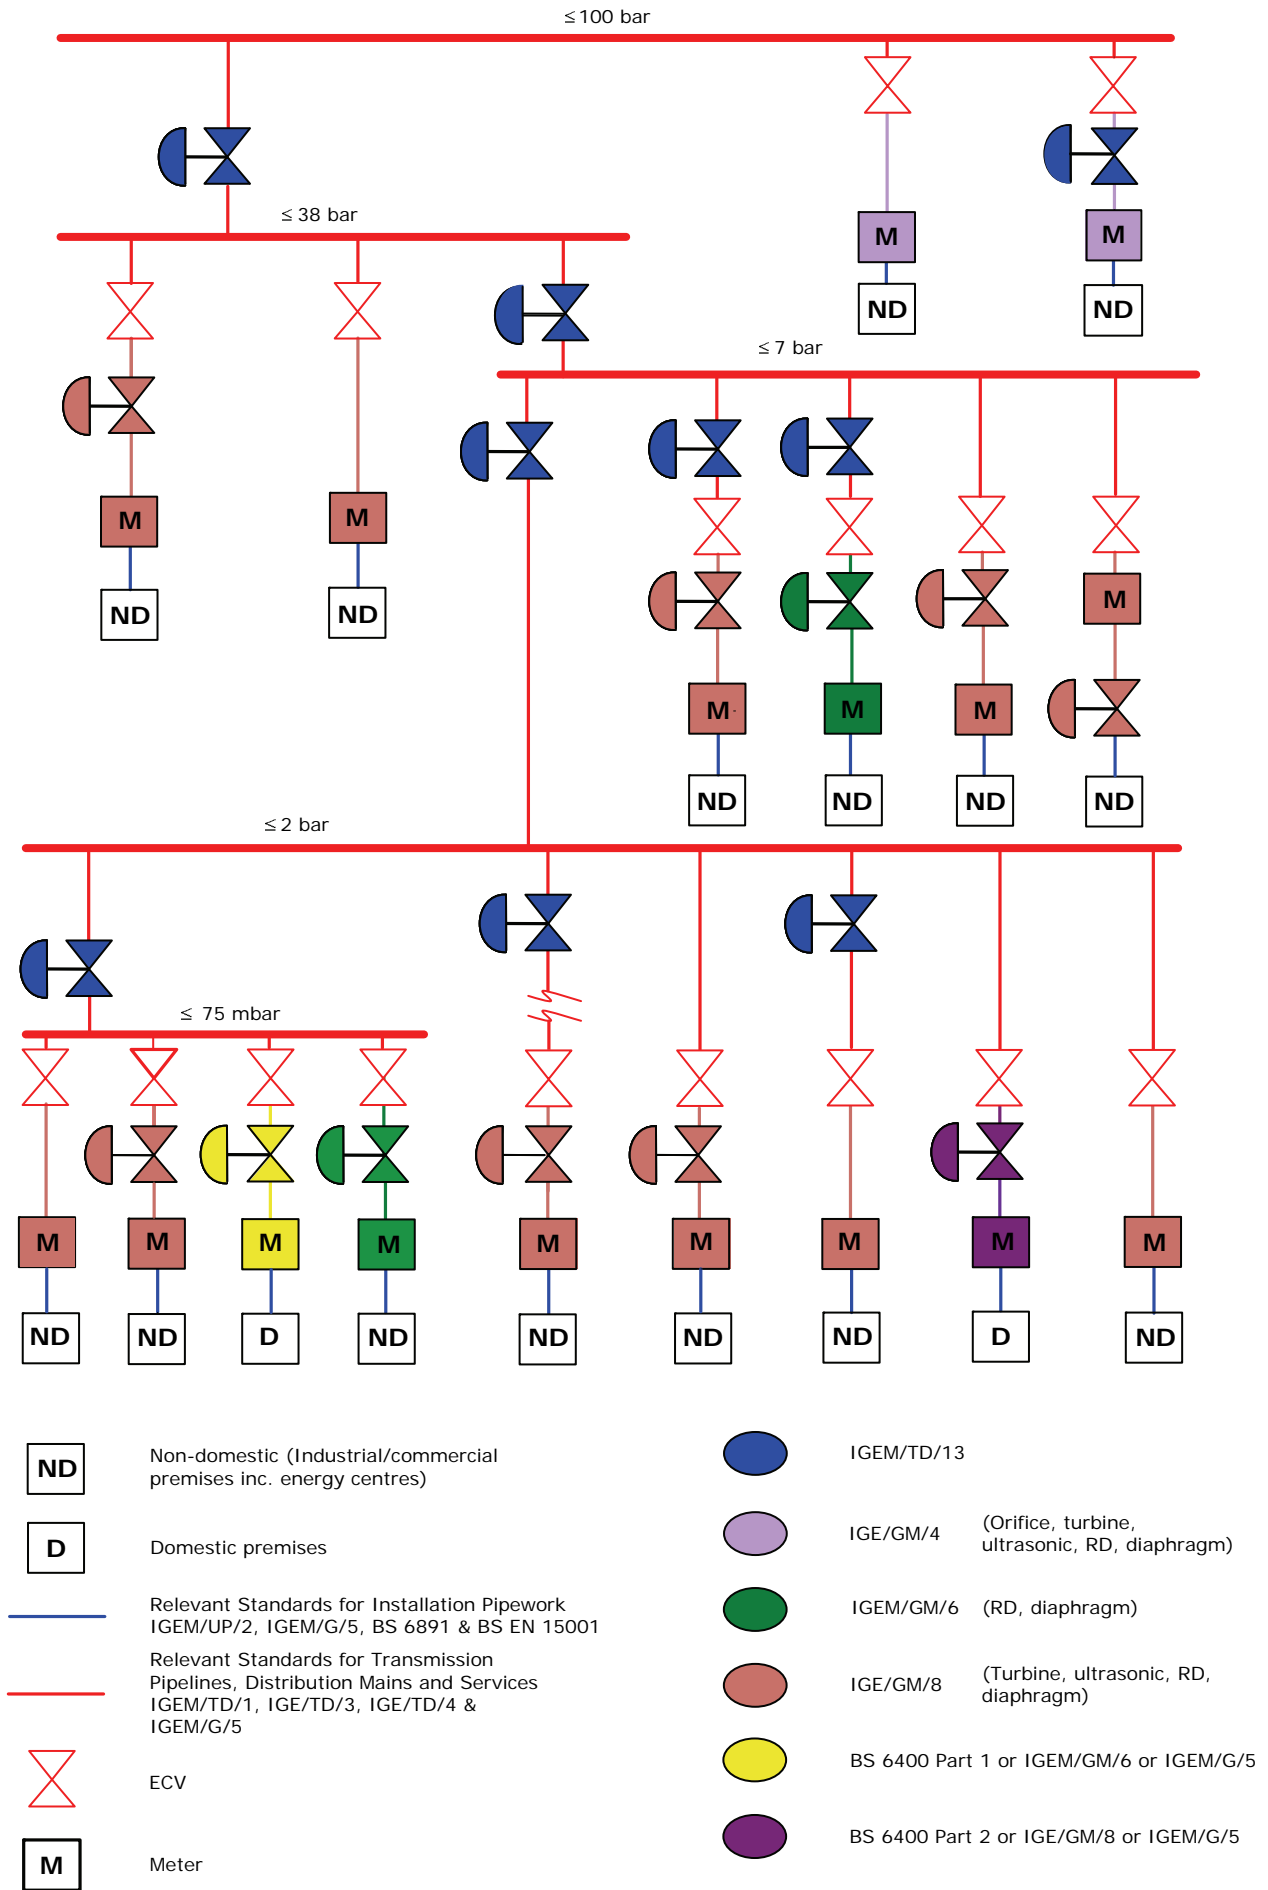 ≤100 bar
≤ 38 bar
M
M
ND
ND
≤ 7 bar
M
M
ND
ND
M
M
M
M
ND
ND
ND
ND
≤ 2 bar
≤ 75 mbar
M
M
M
M
M
M
M
M
M
ND
ND
D
ND
ND
ND
ND
D
ND
ND
Non-domestic (Industrial/commercial
premises inc. energy centres)
D
Domestic premises
Relevant Standards for Installation Pipework
IGEM/UP/2, IGEM/G/5, BS 6891 & BS EN 15001
Relevant Standards for Transmission
Pipelines, Distribution Mains and Services
IGEM/TD/1, IGE/TD/3, IGE/TD/4 &
IGEM/G/5
ECV
M
Meter
IGEM/TD/13
IGE/GM/4 (Orifice, turbine,
ultrasonic, RD, diaphragm)
IGEM/GM/6 (RD, diaphragm)
IGE/GM/8 (Turbine, ultrasonic, RD,
diaphragm)
BS 6400 Part 1 or IGEM/GM/6 or IGEM/G/5
BS 6400 Part 2 or IGE/GM/8 or IGEM/G/5